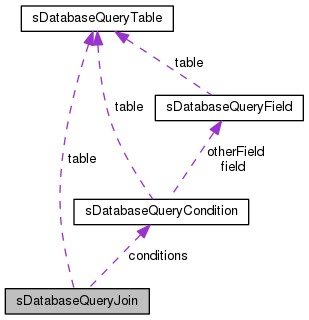 sDatabaseQueryTable
table
sDatabaseQueryField
table
table
otherField
field
sDatabaseQueryCondition
conditions
sDatabaseQueryJoin